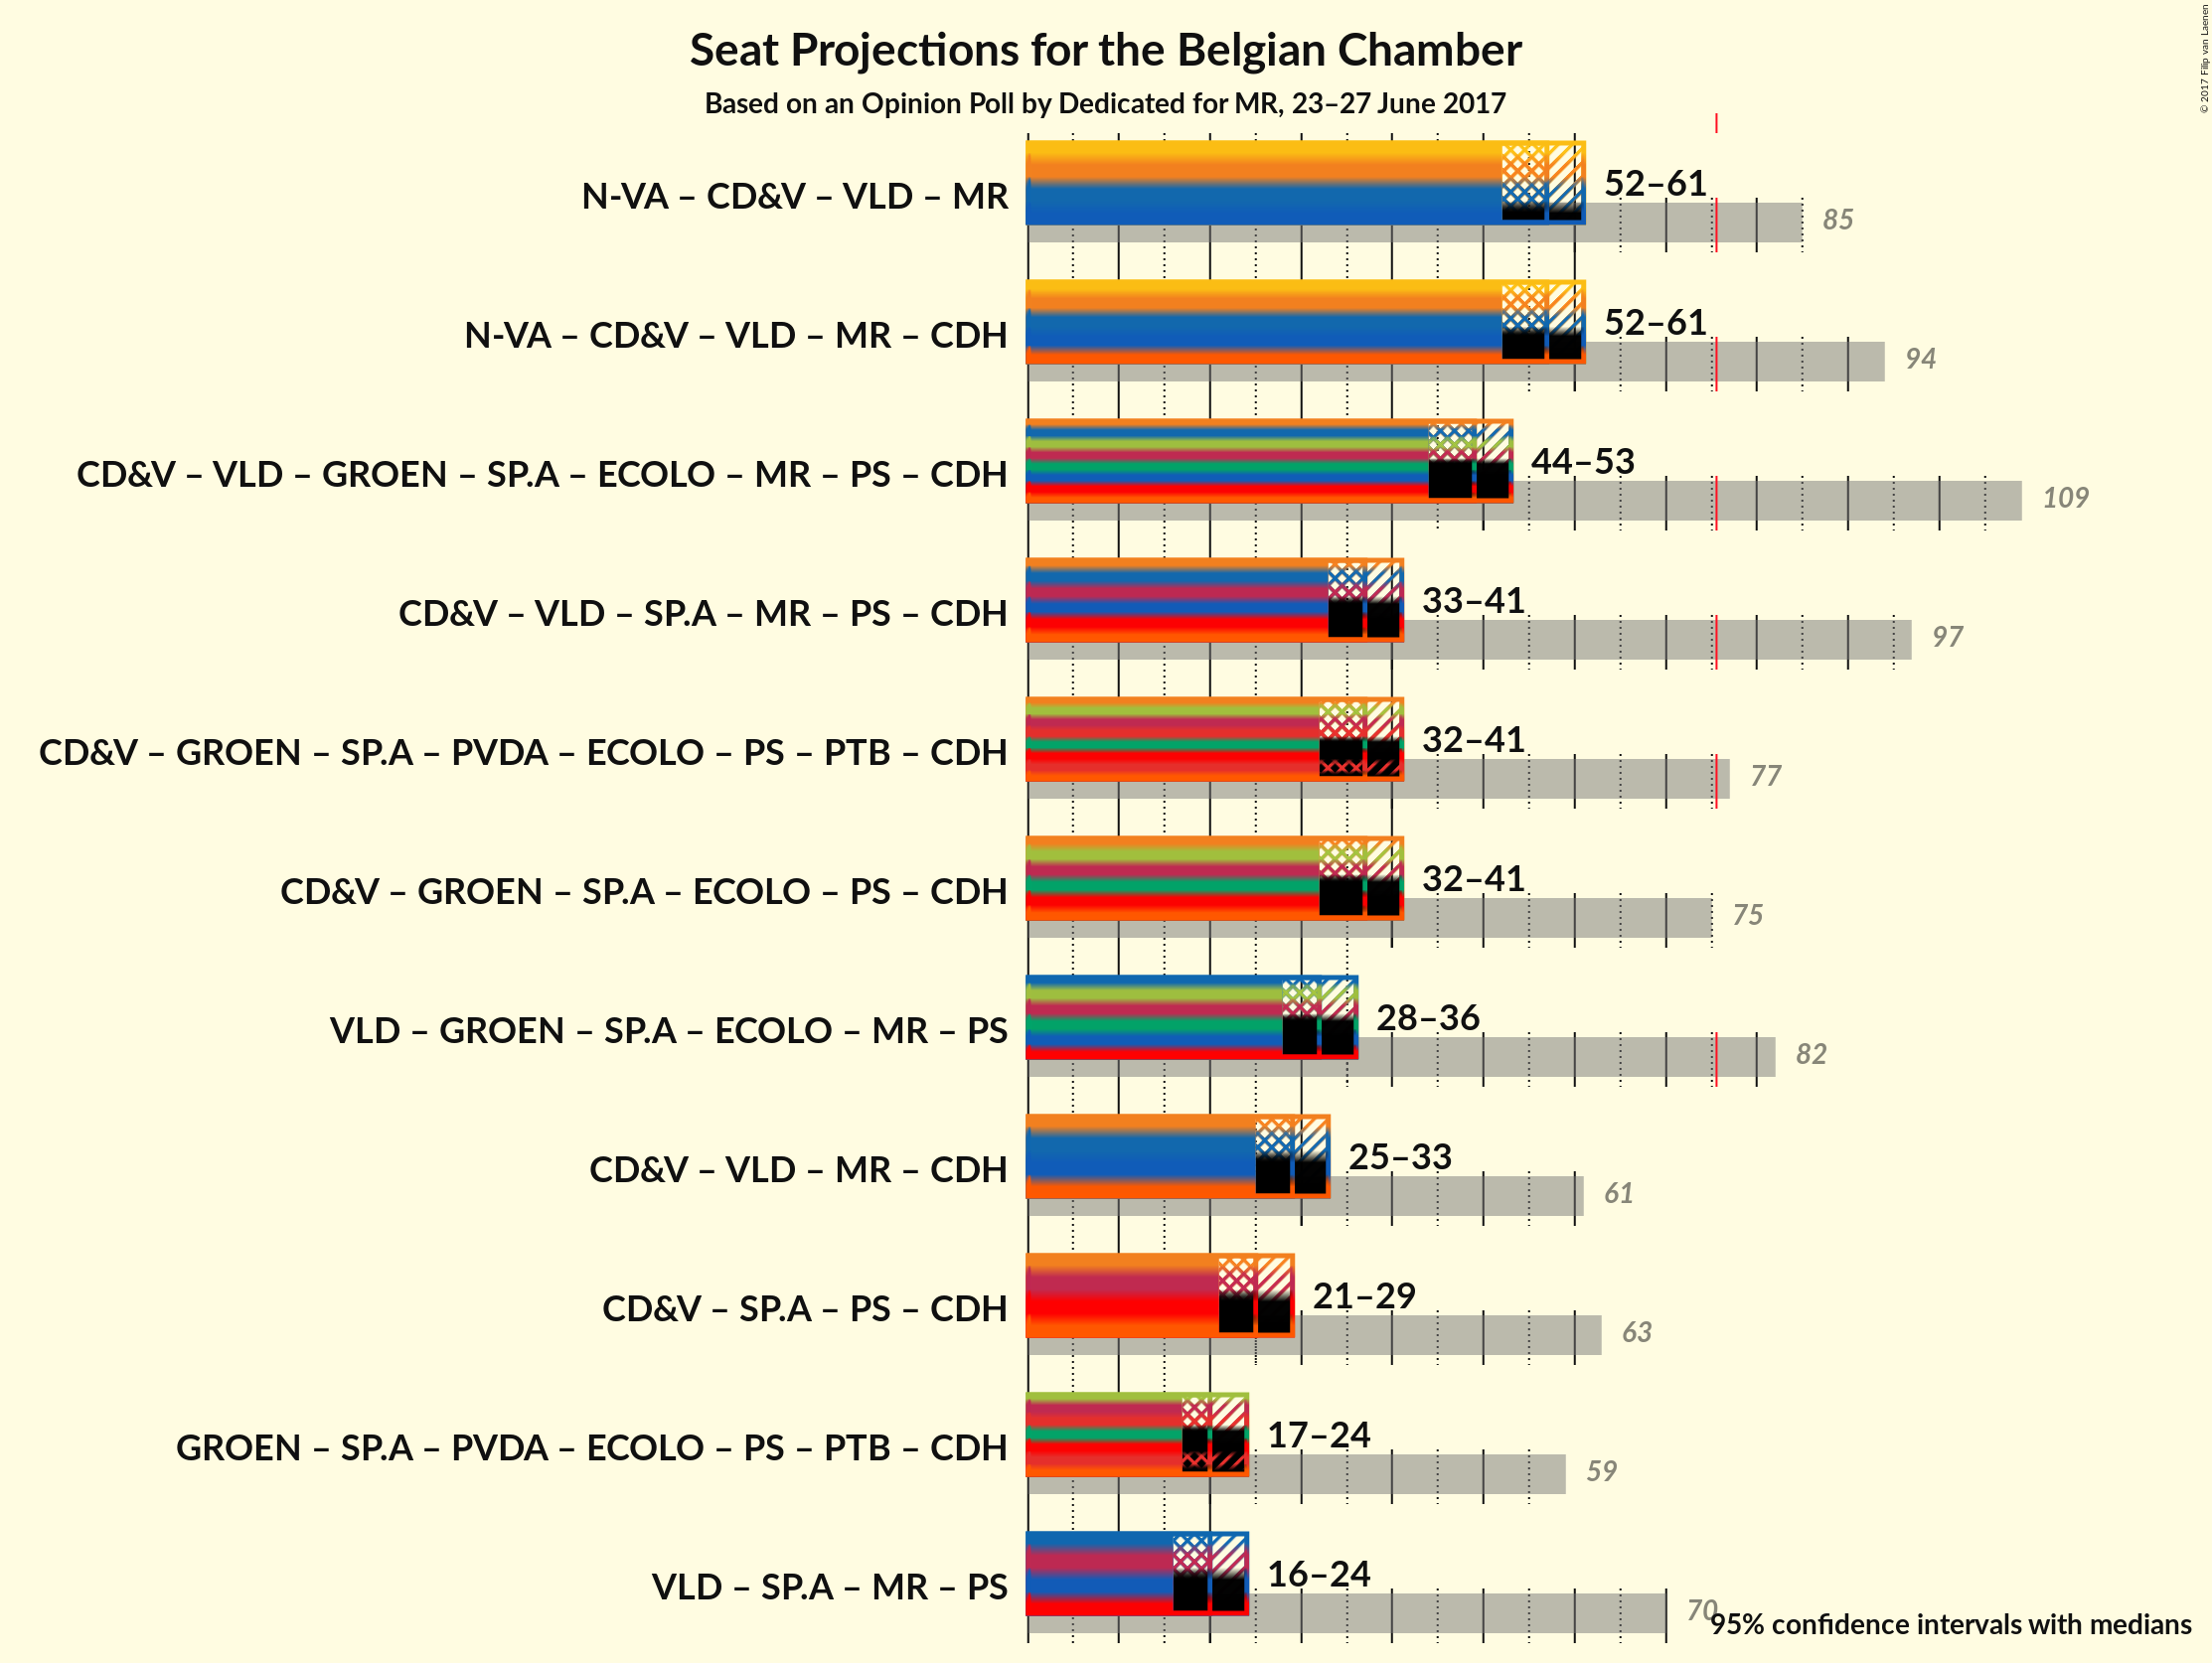 Seat Projections for the Belgian Chamber
Based on an Opinion Poll by Dedicated for MR, 23–27 June 2017
© 2017 Filip van Laenen
N-VA – CD&V – VLD – MR
52–61
85
N-VA – CD&V – VLD – MR – CDH
52–61
94
CD&V – VLD – GROEN – SP.A – ECOLO – MR – PS – CDH
44–53
109
CD&V – VLD – SP.A – MR – PS – CDH
33–41
97
CD&V – GROEN – SP.A – PVDA – ECOLO – PS – PTB – CDH
32–41
77
CD&V – GROEN – SP.A – ECOLO – PS – CDH
32–41
75
VLD – GROEN – SP.A – ECOLO – MR – PS
28–36
82
CD&V – VLD – MR – CDH
25–33
61
CD&V – SP.A – PS – CDH
21–29
63
GROEN – SP.A – PVDA – ECOLO – PS – PTB – CDH
17–24
59
VLD – SP.A – MR – PS
16–24
70
95% confidence intervals with medians